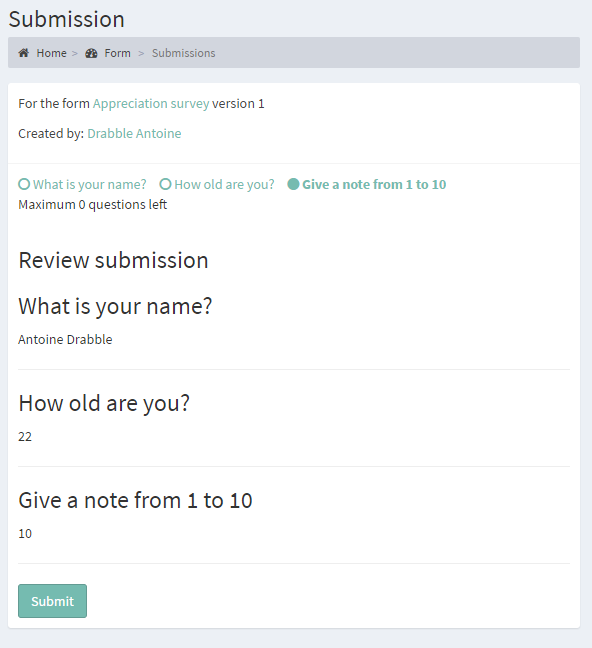 Submission
Home > Form > Submissions
For the form Appreciation survey version 1
Created by: Drabble Antoine
What is your name? How old are you? Give a note from 1 to 10
Maximum 0 questions left
Review submission
What is your name?
Antoine Drabble
How old are you?
22
Give a note from 1 to 10
10
Submit